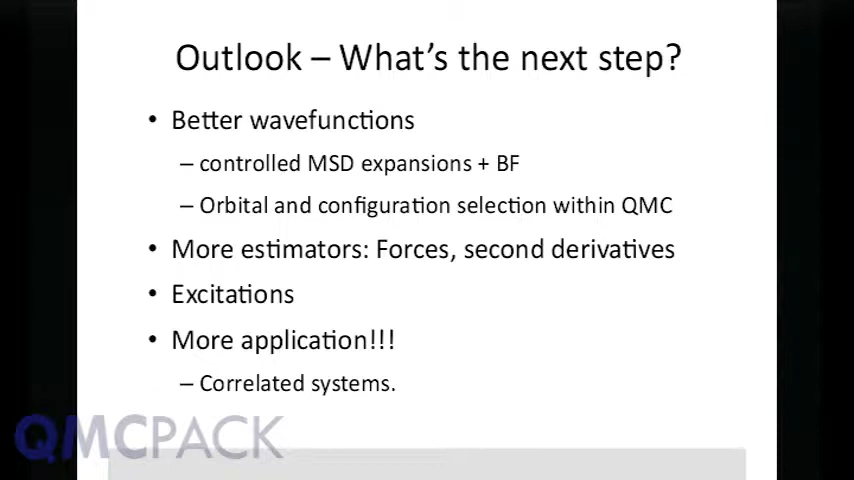 Outlook – What's the next step?
• Better wavefunctions
– controlled MSD expansions + BF
– Orbital and configuration selection within QMC
• More estimators: Forces, second derivatives
• Excitations
• More application!!!
– Correlated systems.
QMCPACK